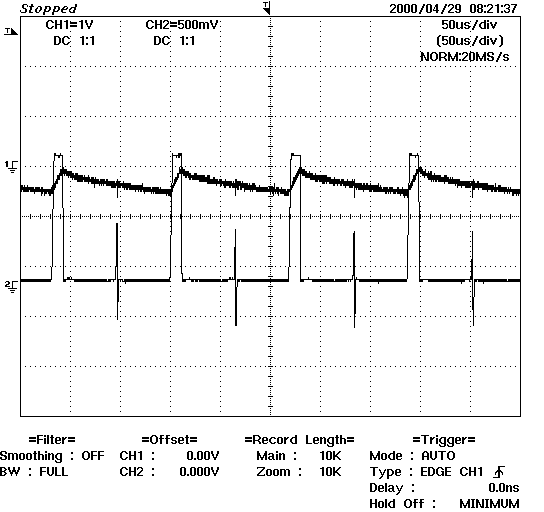 Stopped 2000/04/29 08:21:37
CH1=1V CH2=500mV 50us/div
DC 1:1 DC 1:1 (50us/div)
NORM:20MS/s
T
T
1
2
=Filter= =Offset= =Record Length= =Trigger=
Smoothing : OFF CH1 : 0.00V Main : 10K Mode : AUTO
BW : FULL CH2 : 0.000V Zoom : 10K Type : EDGE CH1
Delay : 0.0ns
Hold Off : MINIMUM